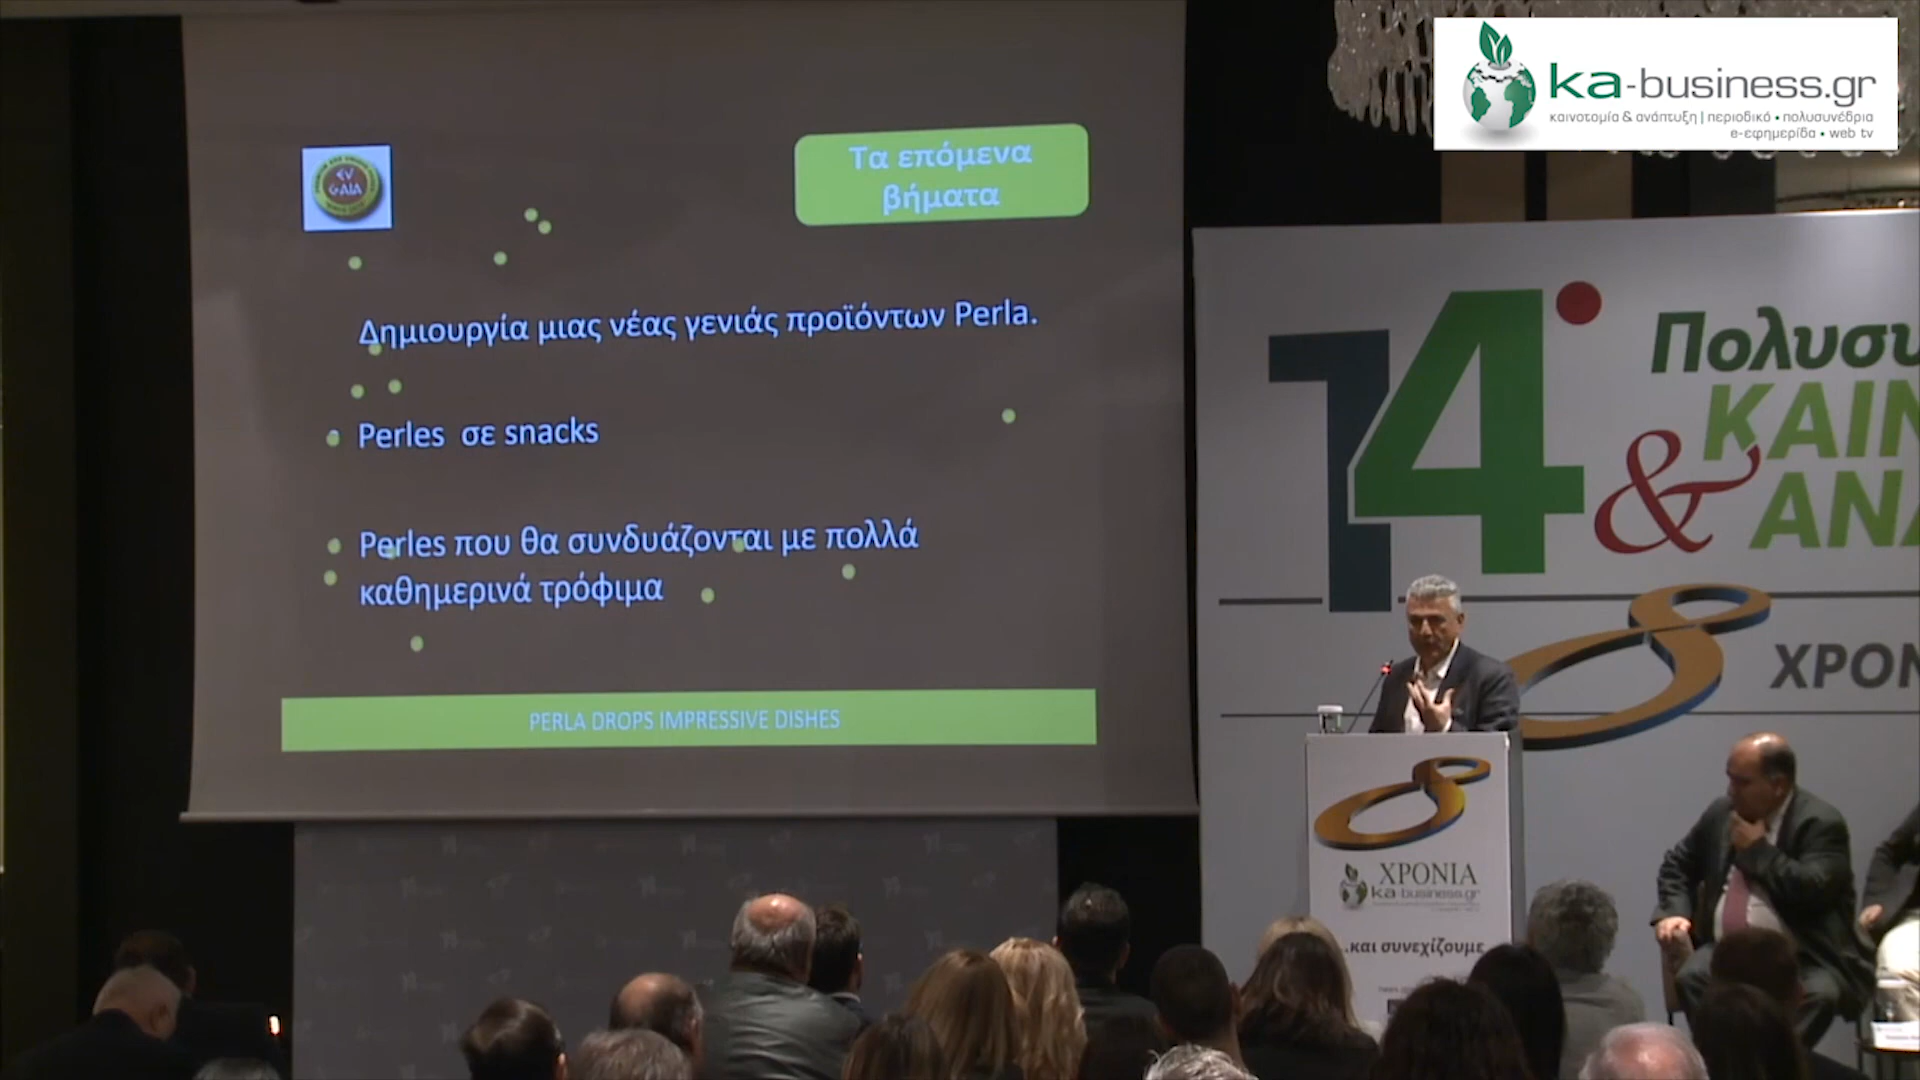 ka-business.gr
καινοτομία & ανάπτυξη | περιοδικό • πολυσυνέδρια
e-εφημερίδα • web tv
EV
GAIA
Τα επόμενα
βήματα
Δημιουργία μιας νέας γενιάς προϊόντων Perla.
• Perles σε snacks
• Perles που θα συνδυάζονται με πολλά
καθημερινά τρόφιμα
PERLA DROPS IMPRESSIVE DISHES
14° Πολυσυ
ΚΑΙΝ
& ΑΝΑ
8 ΧΡΟΝ
8
ΧΡΟΝΙΑ
ka business.gr
..και συνεχίζουμε